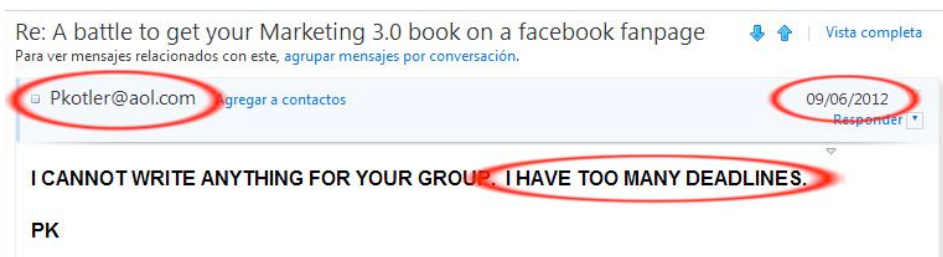 Re: A battle to get your Marketing 3.0 book on a facebook fanpage | Vista completa
Para ver mensajes relacionados con este, agrupar mensajes por conversación.
Pkotler@aol.com Agregar a contactos 09/06/2012
Responder
I CANNOT WRITE ANYTHING FOR YOUR GROUP. I HAVE TOO MANY DEADLINES.
PK